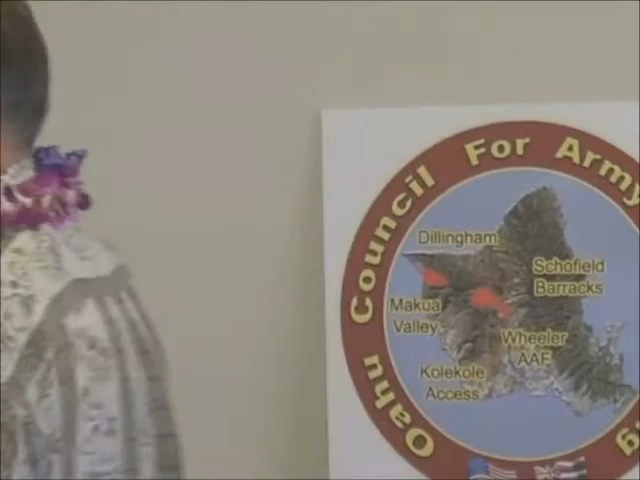 Oahu Council For Army
Dillingham
Schofield
Barracks
Makua
Valley
Wheeler
AAF
Kolekole
Access